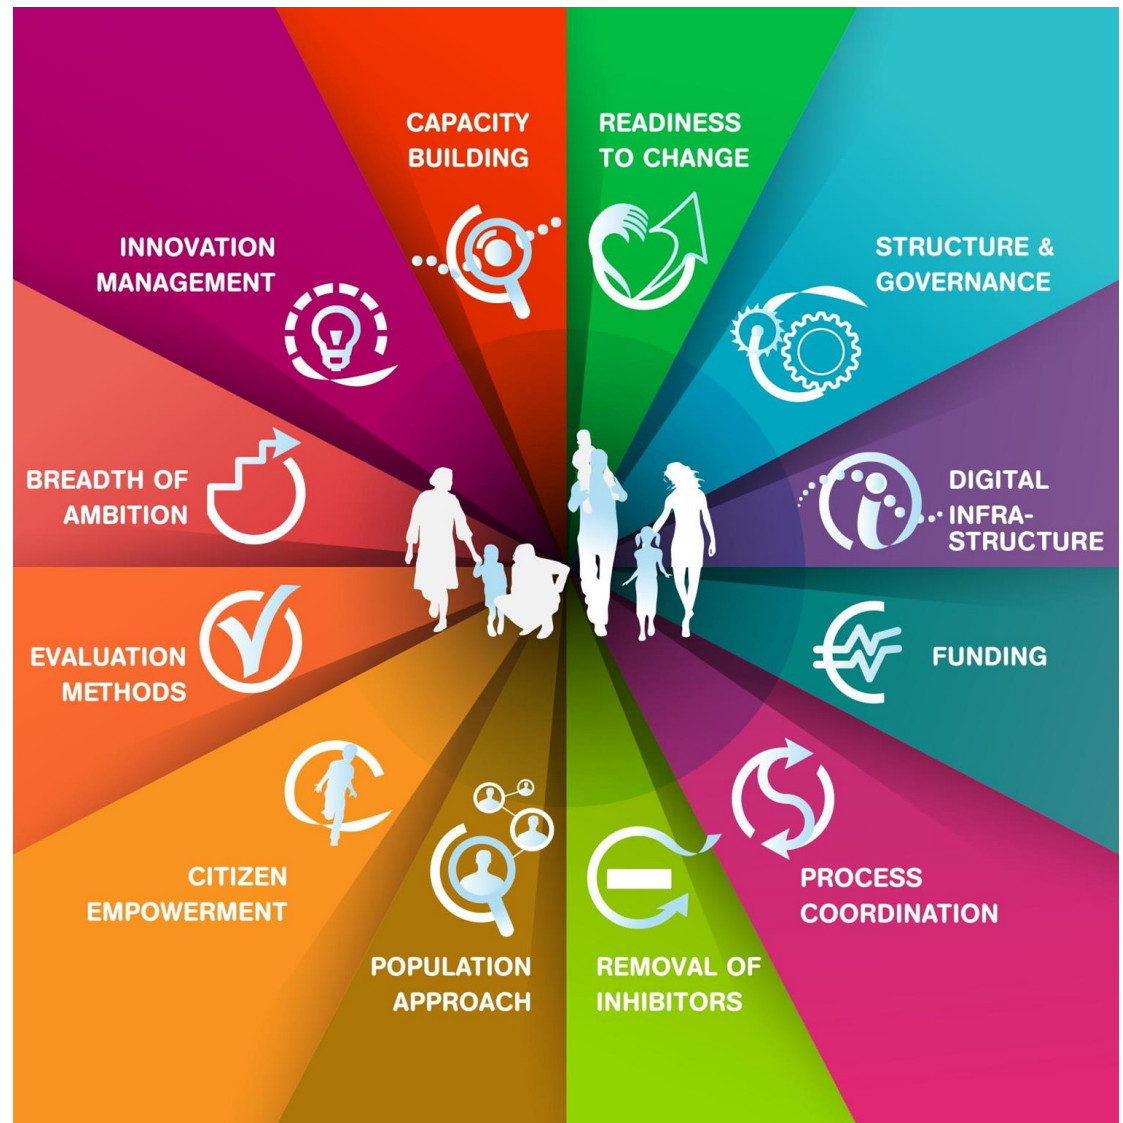 CAPACITY
BUILDING
READINESS
TO CHANGE
STRUCTURE &
GOVERNANCE
DIGITAL
INFRA-
STRUCTURE
FUNDING
PROCESS
COORDINATION
REMOVAL OF
INHIBITORS
POPULATION
APPROACH
CITIZEN
EMPOWERMENT
EVALUATION
METHODS
BREADTH OF
AMBITION
INNOVATION
MANAGEMENT